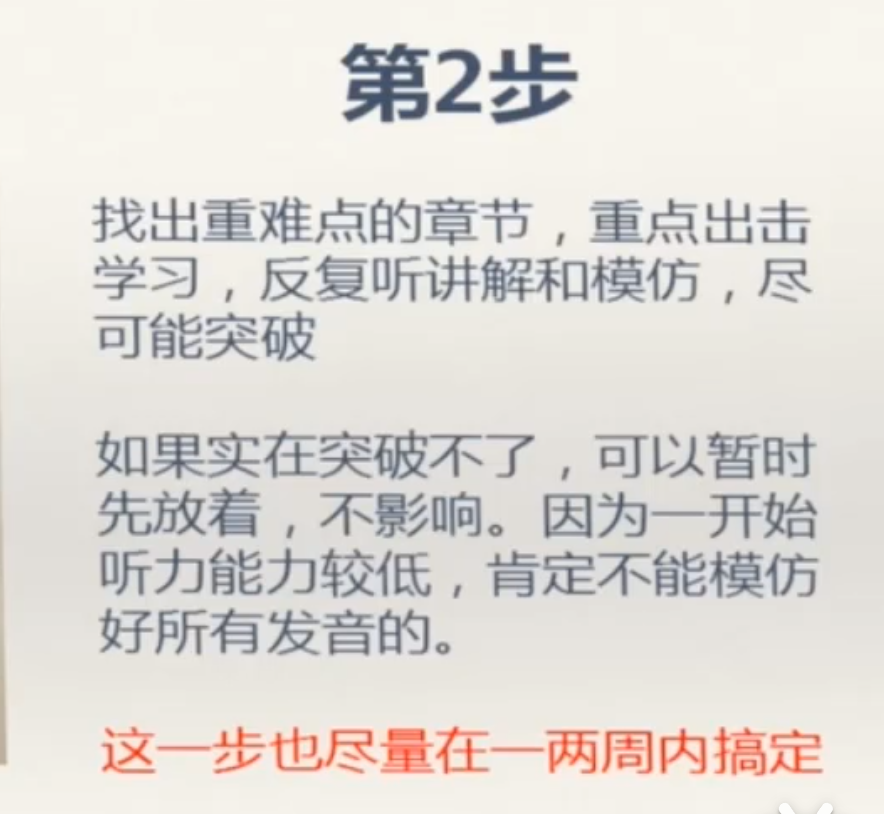 第2步
找出重难点的章节，重点出击
学习，反复听讲解和模仿，尽
可能突破
如果实在突破不了，可以暂时
先放着，不影响。因为一开始
听力能力较低，肯定不能模仿
好所有发音的。
这一步也尽量在一两周内搞定